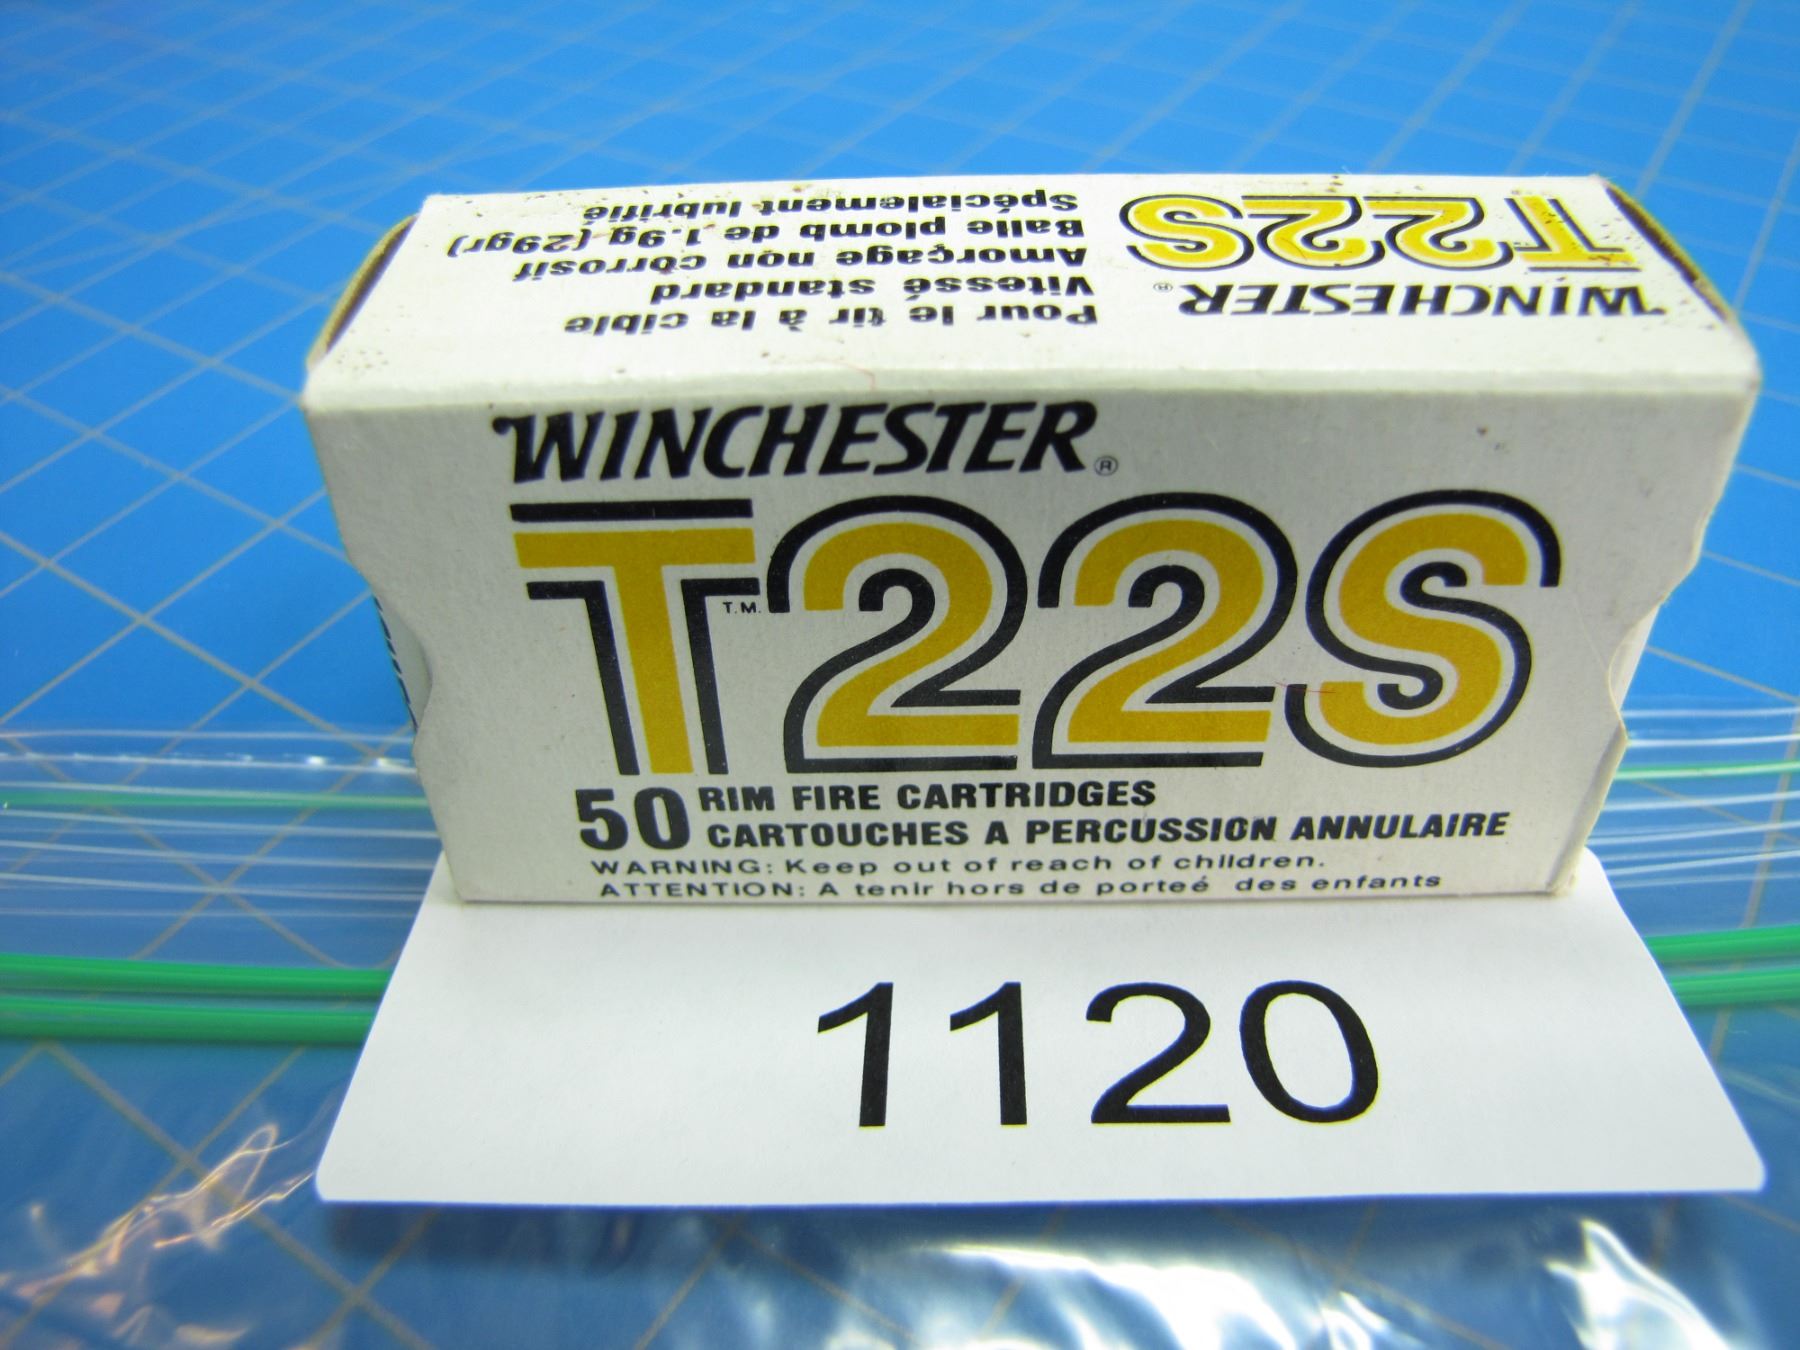 WINCHESTER®
T22S
Pour le tir à la cible
Vitessé standard
Amorçage non corrosif
Balle plomb de 1.9g (29gr)
Spécialement lubrifié
WINCHESTER®
T22S
T.M.
50 RIM FIRE CARTRIDGES
CARTOUCHES A PERCUSSION ANNULAIRE
WARNING: Keep out of reach of children.
ATTENTION: A tenir hors de porteé des enfants
1120